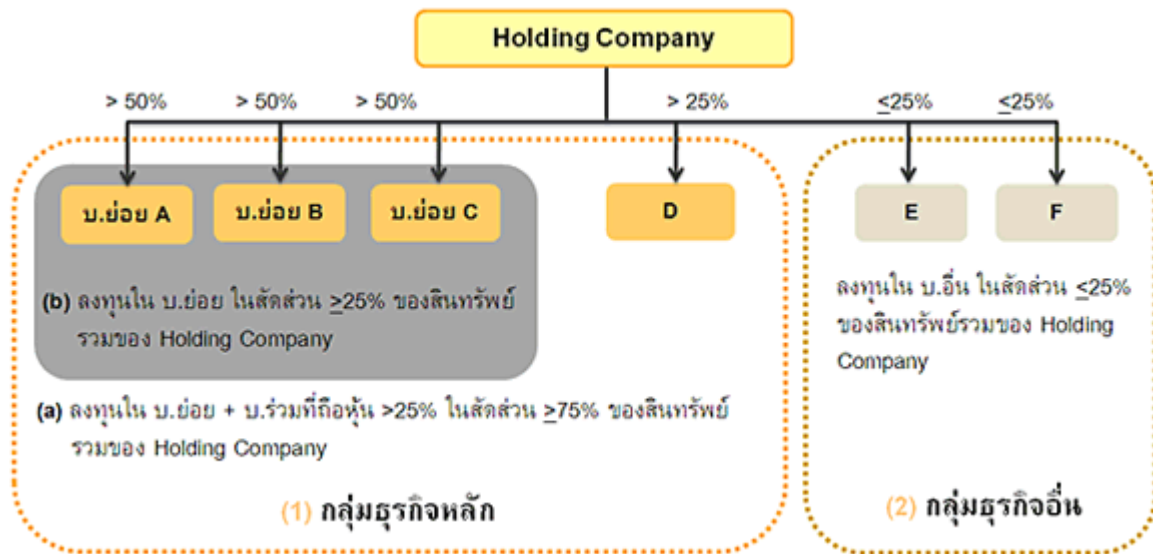 Holding Company
> 50% > 50% > 50% > 25% ≤25% ≤25%
บ.ย่อย A บ.ย่อย B บ.ย่อย C D E F
(b) ลงทุนใน บ.ย่อย ในสัดส่วน ≥25% ของสินทรัพย์
รวมของ Holding Company
ลงทุนใน บ.อื่น ในสัดส่วน ≤25%
ของสินทรัพย์รวมของ Holding
Company
(a) ลงทุนใน บ.ย่อย + บ.ร่วมที่ถือหุ้น >25% ในสัดส่วน ≥75% ของสินทรัพย์
รวมของ Holding Company
(1) กลุ่มธุรกิจหลัก
(2) กลุ่มธุรกิจอื่น